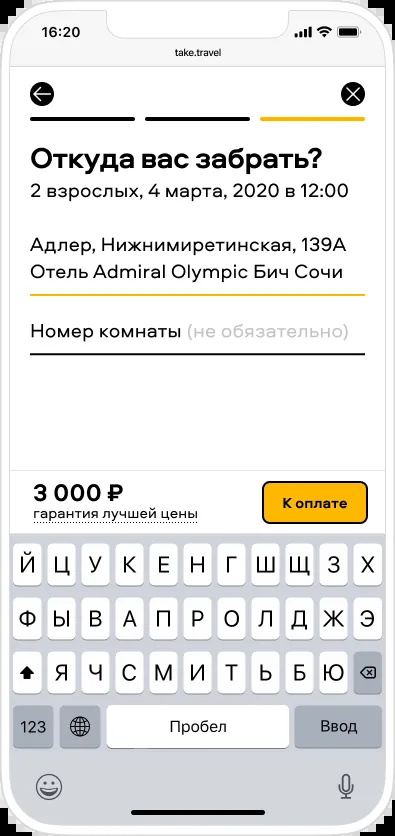 16:20
take.travel
Откуда вас забрать?
2 взрослых, 4 марта, 2020 в 12:00
Адлер, Нижнимиретинская, 139А
Отель Admiral Olympic Бич Сочи
Номер комнаты (не обязательно)
3 000 ₽
гарантия лучшей цены
К оплате
Й Ц У К Е Н Г Ш Щ З Х
Ф Ы В А П Р О Л Д Ж Э
Я Ч С М И Т Ь Б Ю
123 Пробел Ввод